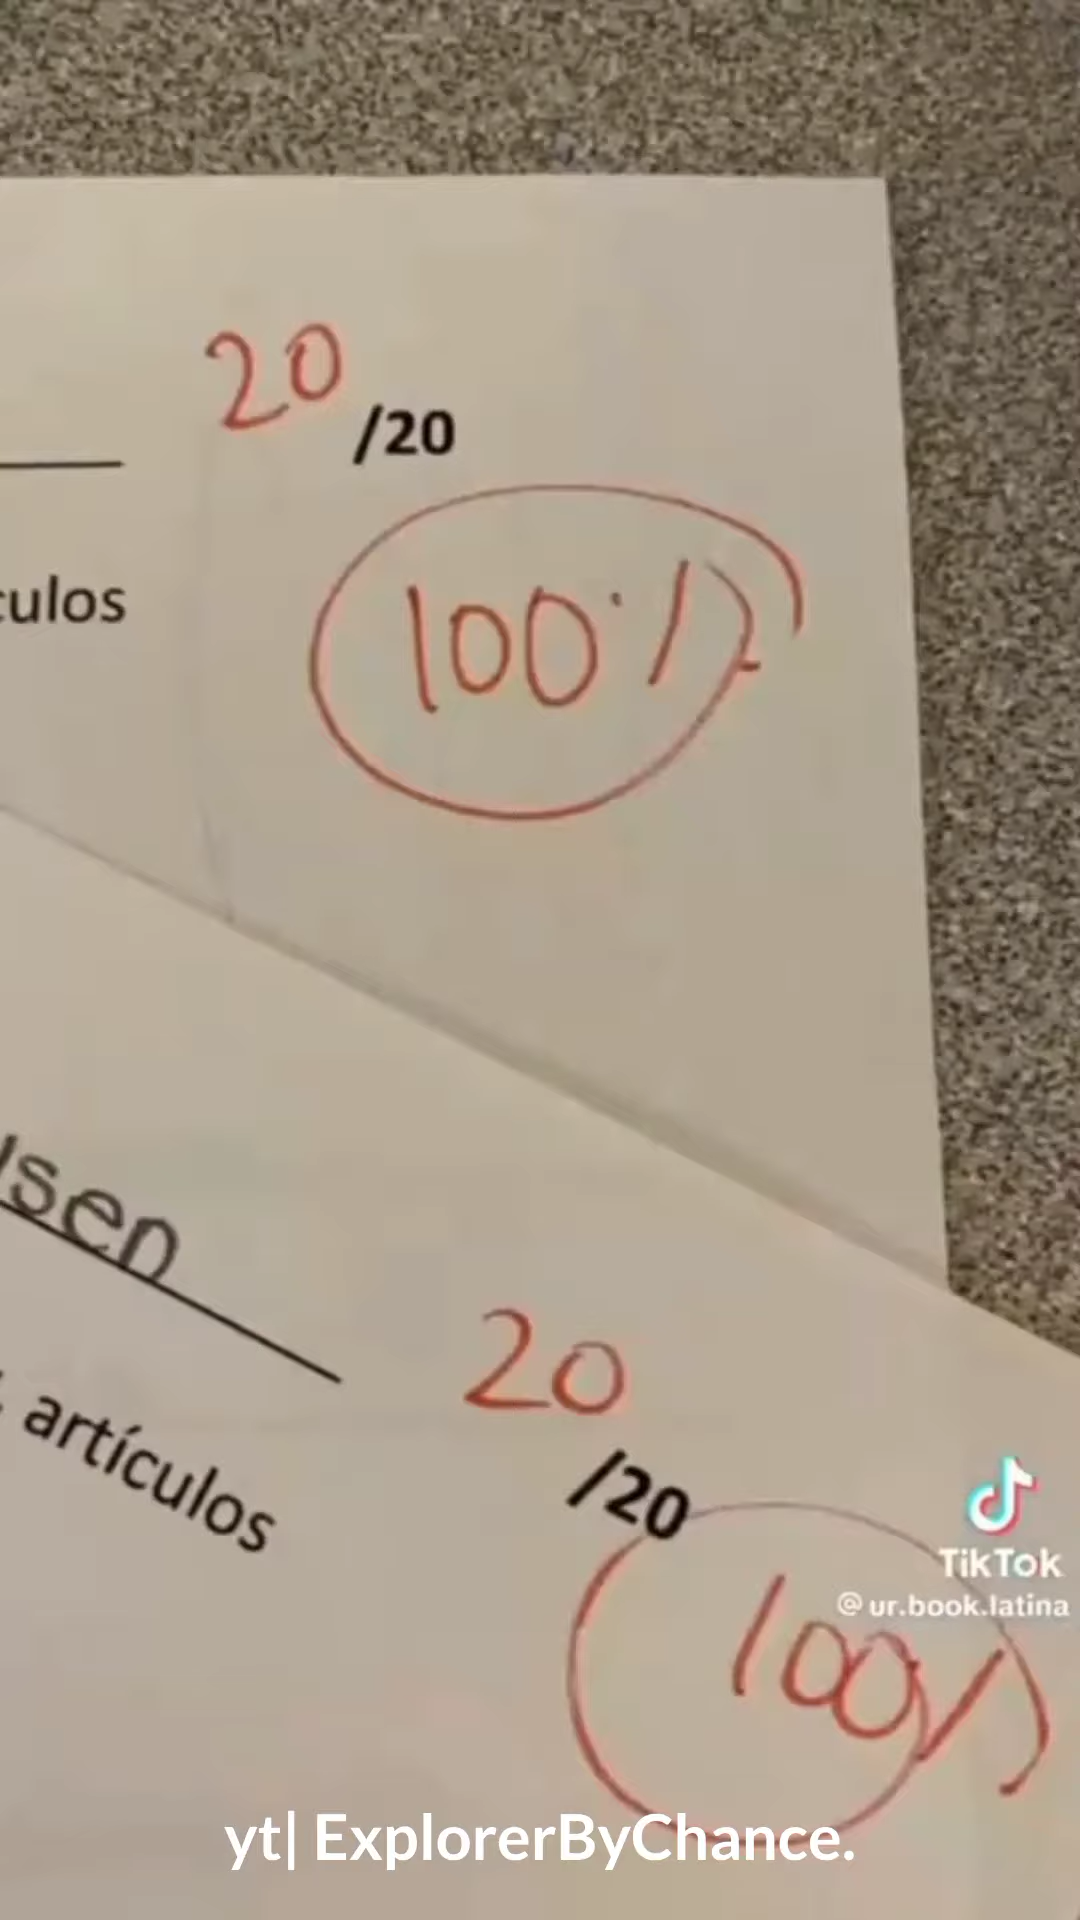 20
/20
culos
100%
sen
20
artículos
/20
TikTok
@ur.book.latina
100%
yt| ExplorerByChance.